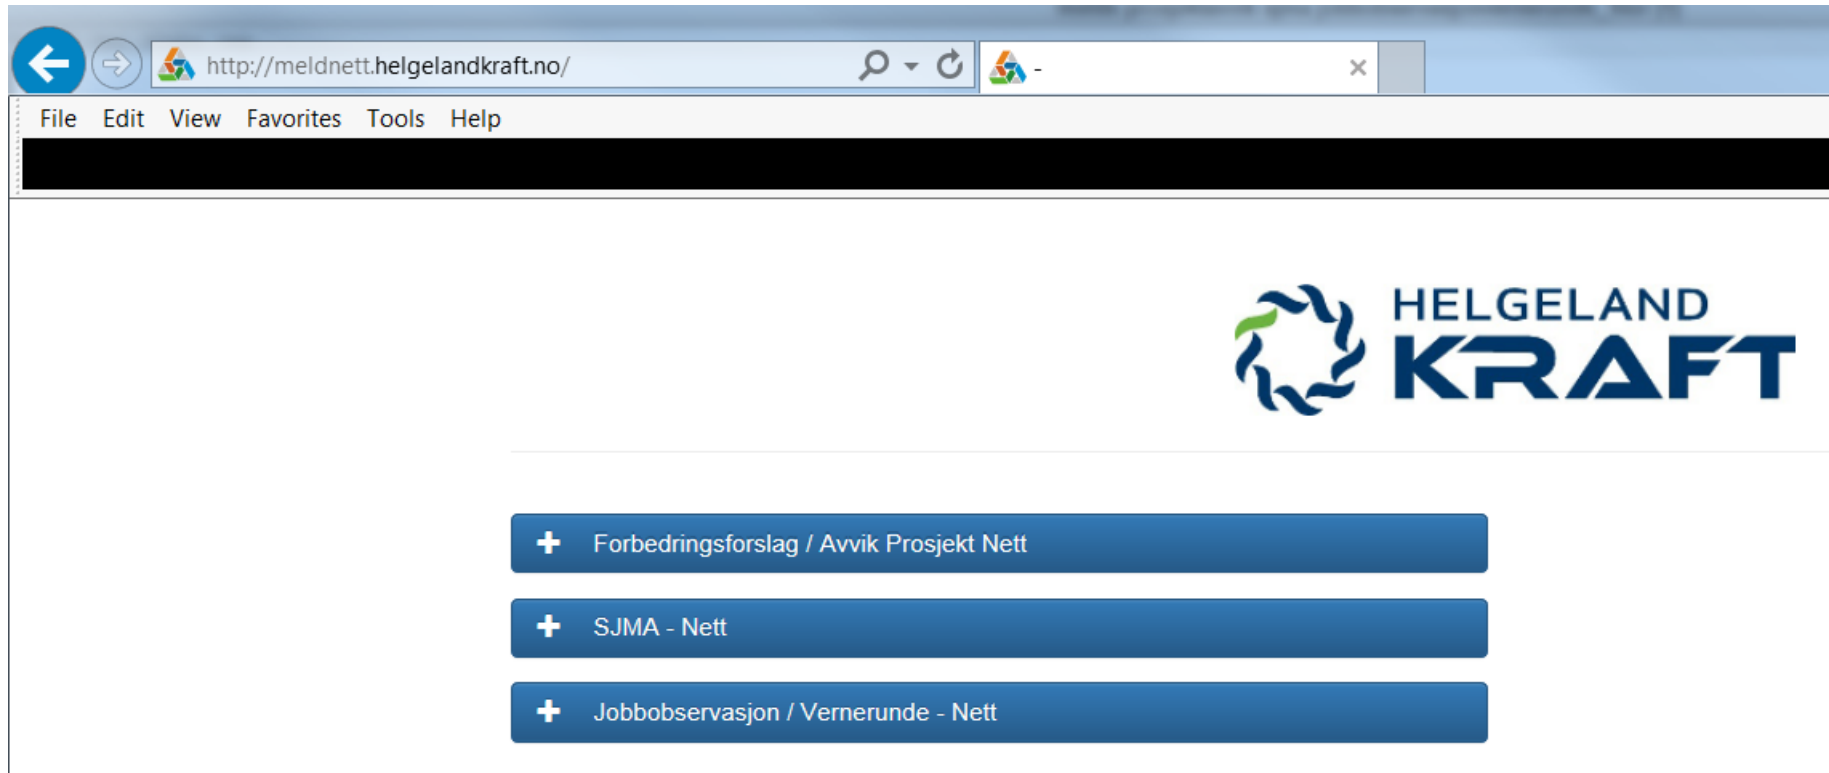 http://meldnett.helgelandkraft.no/
-
File Edit View Favorites Tools Help
HELGELAND
KRAFT
Forbedringsforslag / Avvik Prosjekt Nett
SJMA - Nett
Jobbobservasjon / Vernerunde - Nett